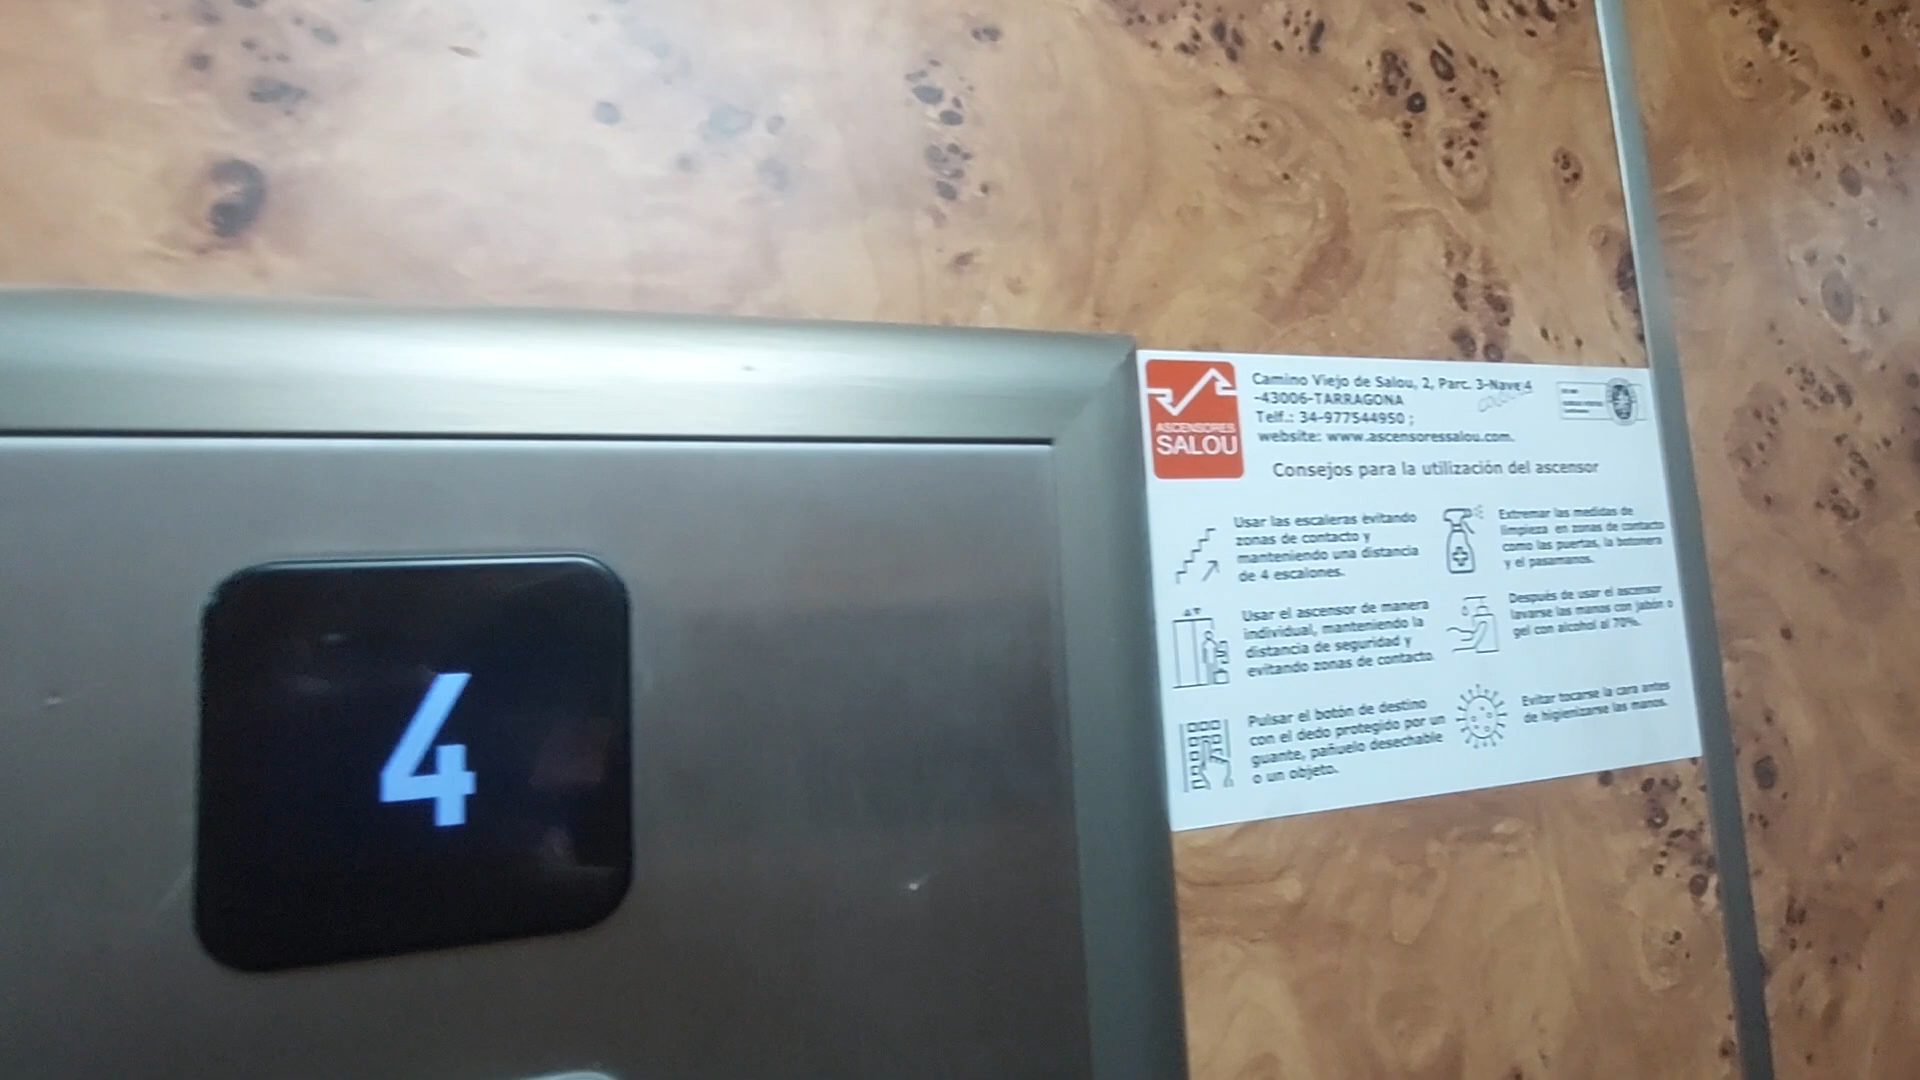 4
ASCENSORES
SALOU
Camino Viejo de Salou, 2, Parc. 3-Nave 4
-43006-TARRAGONA
Telf.: 34-977544950 ;
website: www.ascensoressalou.com.
Consejos para la utilización del ascensor
Usar las escaleras evitando
zonas de contacto y
manteniendo una distancia
de 4 escalones.
Usar el ascensor de manera
individual, manteniendo la
distancia de seguridad y
evitando zonas de contacto.
Pulsar el botón de destino
con el dedo protegido por un
guante, pañuelo desechable
o un objeto.
Extremar las medidas de
limpieza en zonas de contacto
como las puertas, la botonera
y el pasamanos.
Después de usar el ascensor
lavarse las manos con jabón o
gel con alcohol al 70%.
Evitar tocarse la cara antes
de higienizarse las manos.